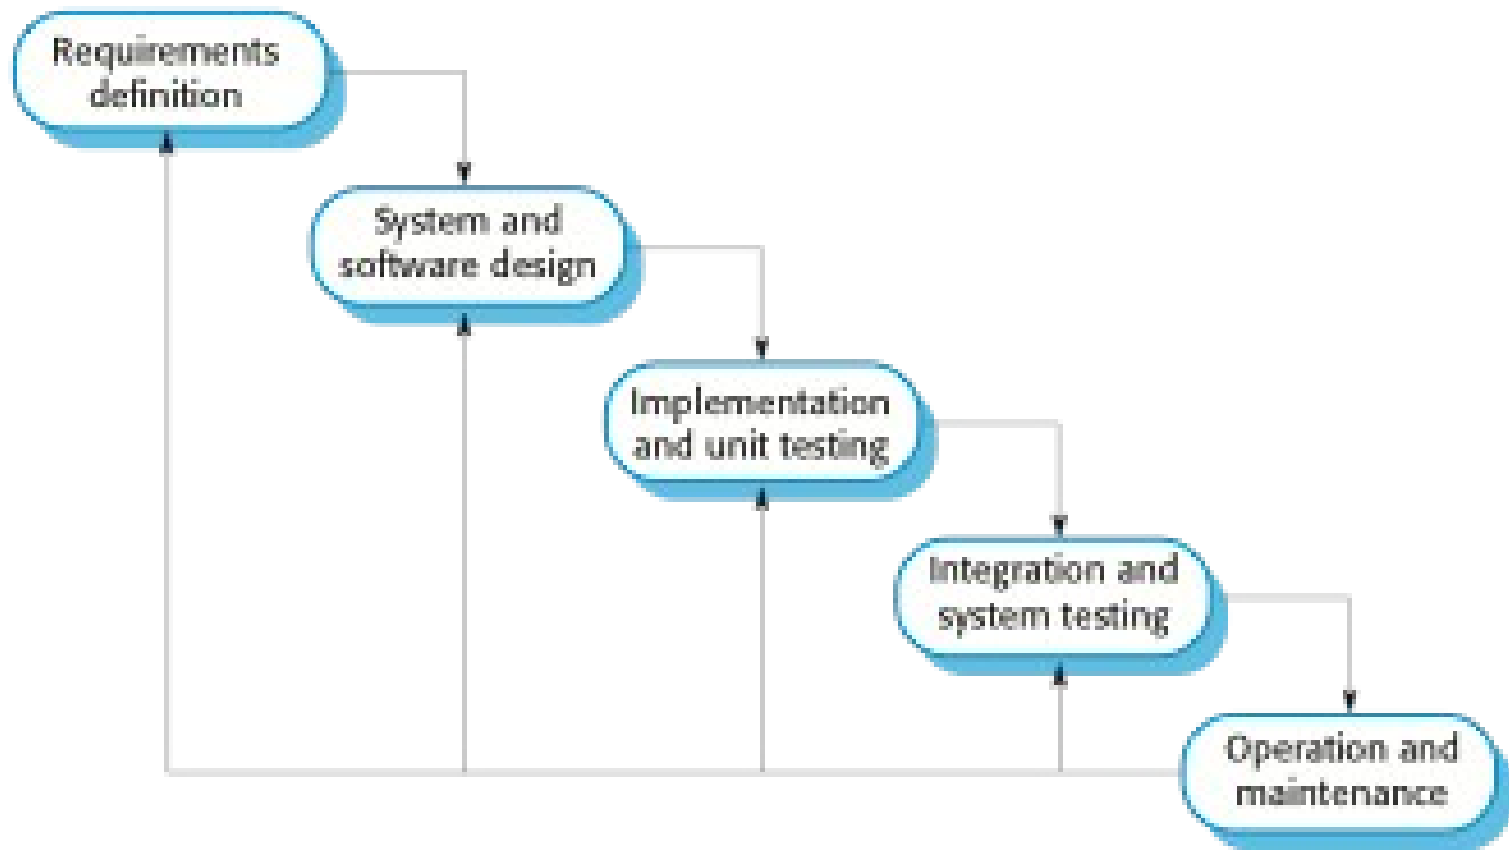 Requirements
definition
System and
software design
Implementation
and unit testing
Integration and
system testing
Operation and
maintenance